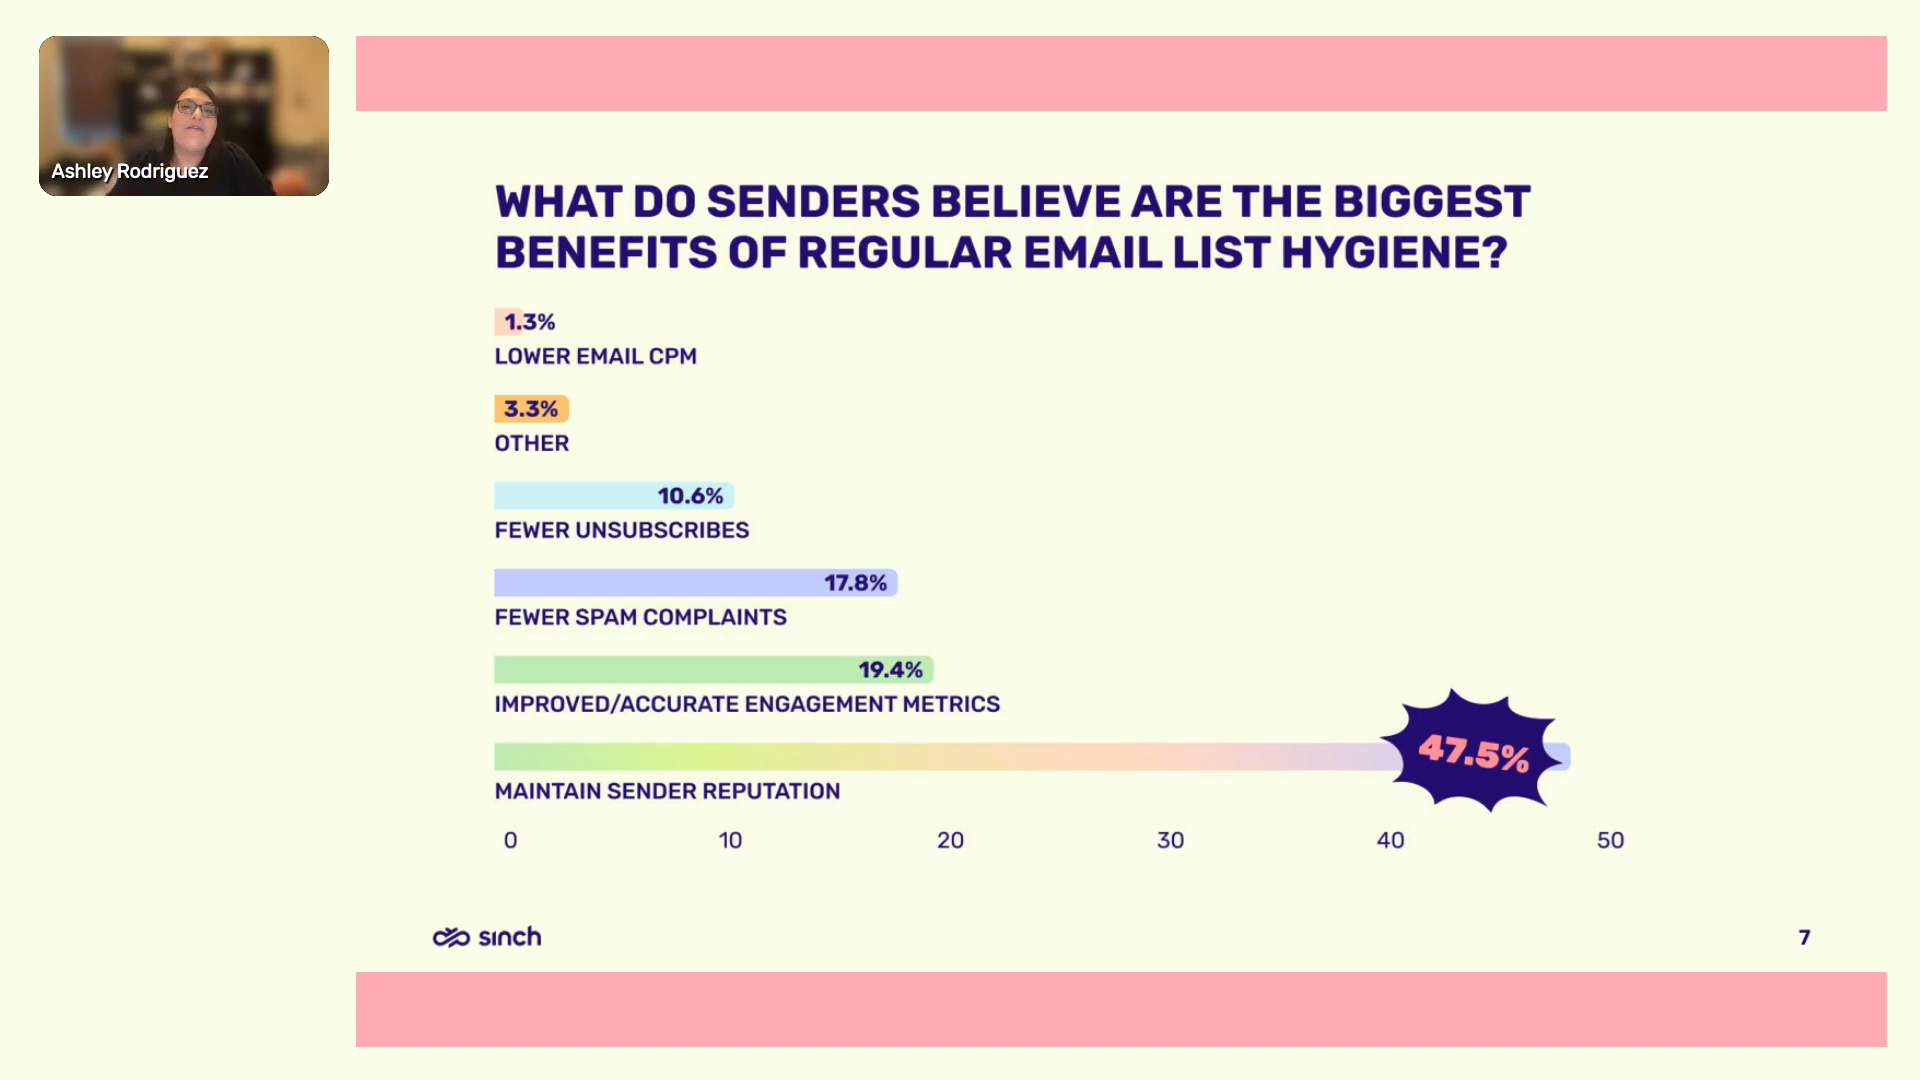 Ashley Rodriguez
WHAT DO SENDERS BELIEVE ARE THE BIGGEST
BENEFITS OF REGULAR EMAIL LIST HYGIENE?
1.3%
LOWER EMAIL CPM
3.3%
OTHER
10.6%
FEWER UNSUBSCRIBES
17.8%
FEWER SPAM COMPLAINTS
19.4%
IMPROVED/ACCURATE ENGAGEMENT METRICS
47.5%
MAINTAIN SENDER REPUTATION
0 10 20 30 40 50
sinch
7